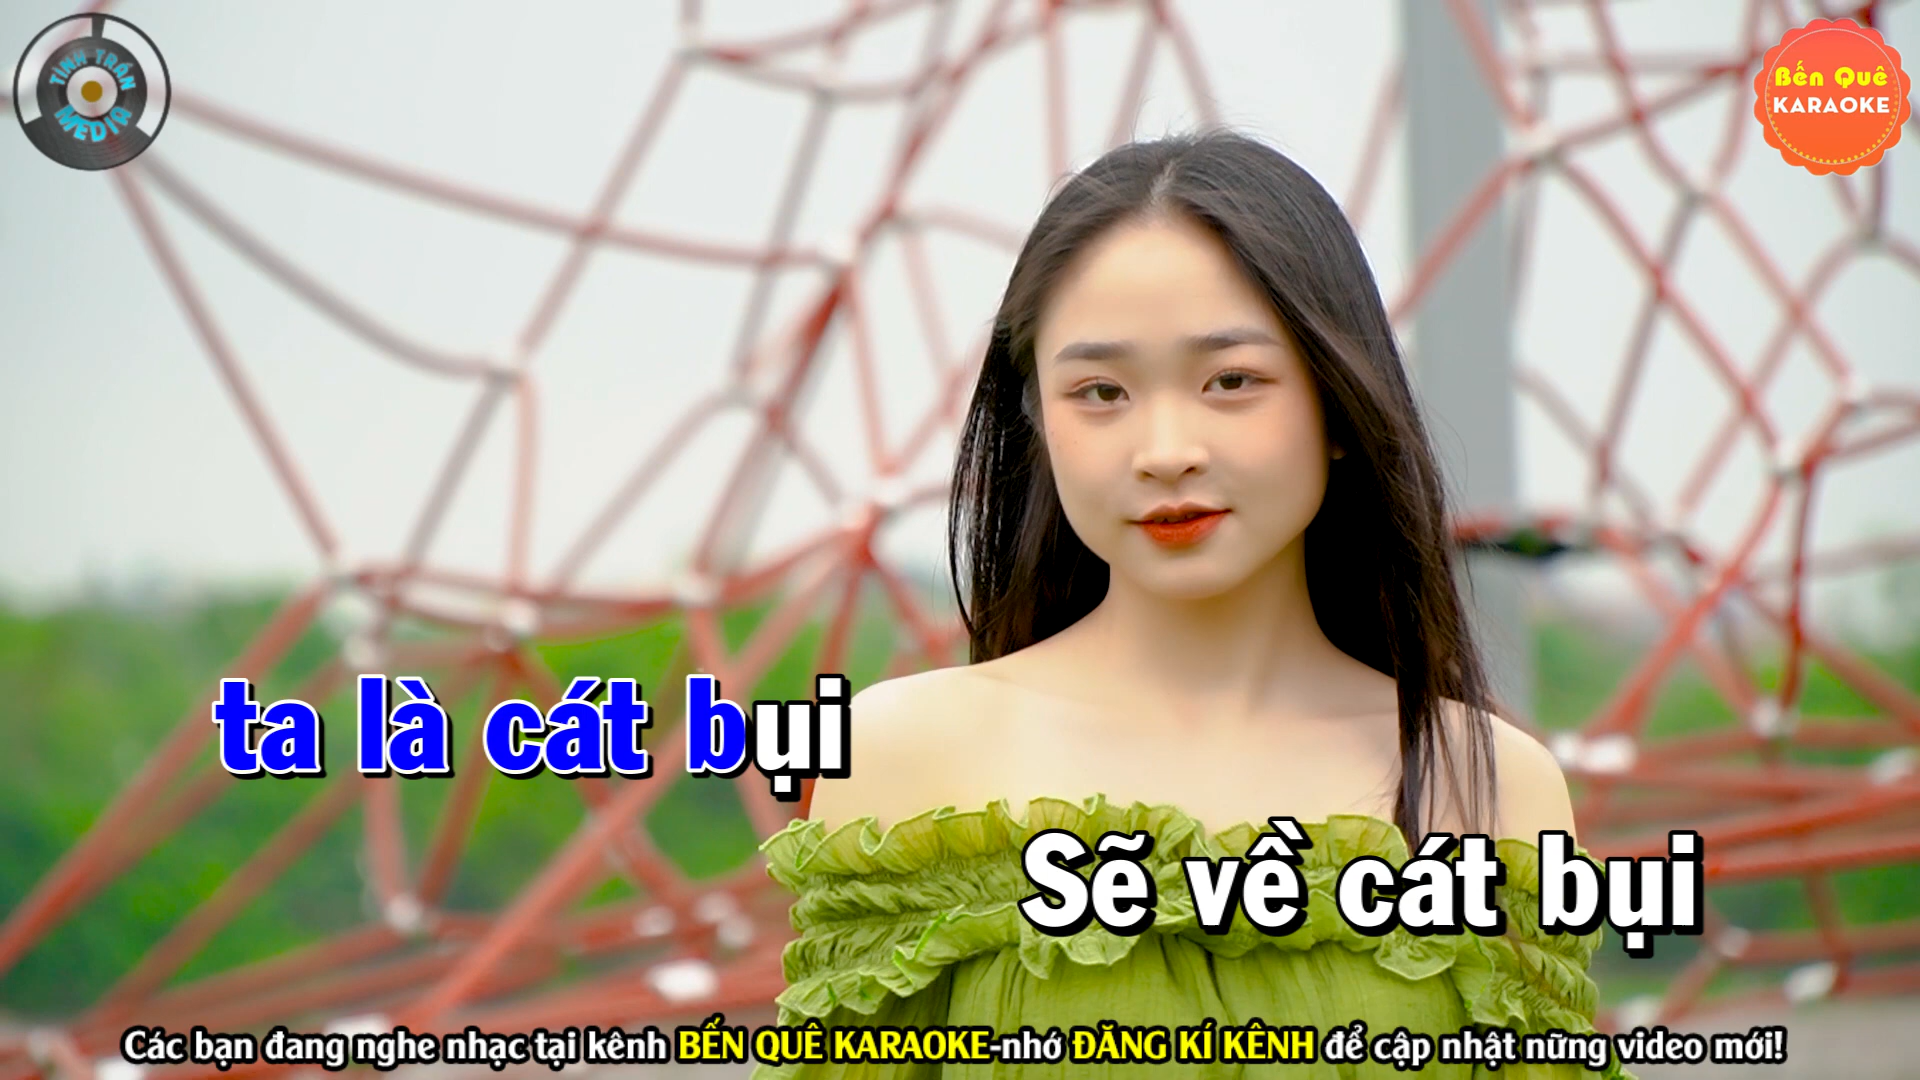 TÌNH TRẦN
MEDIA
Bến Quê
KARAOKE
ta là cát bụi
Sẽ về cát bụi
Các bạn đang nghe nhạc tại kênh BẾN QUÊ KARAOKE-nhớ ĐĂNG KÍ KÊNH để cập nhật nững video mới!